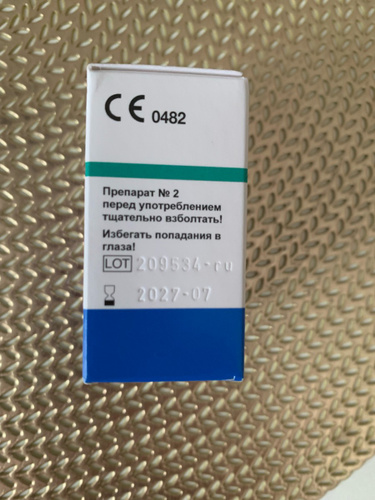 CE 0482
Препарат № 2
перед употреблением
тщательно взболтать!
Избегать попадания в
глаза!
LOT 209534-ru
2027-07